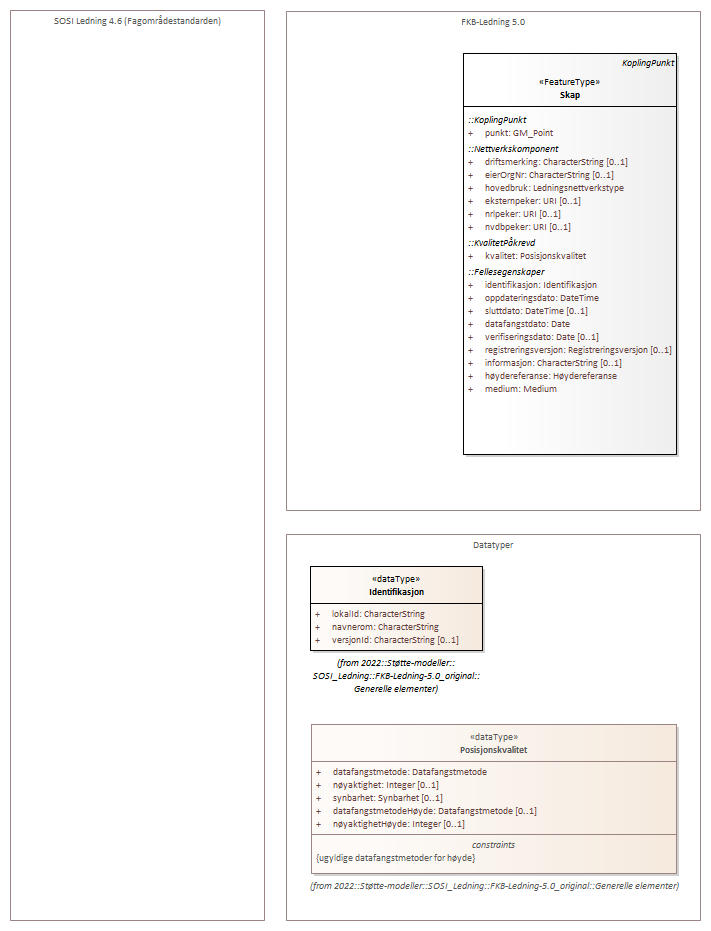 SOSI Ledning 4.6 (Fagområdestandarden)
FKB-Ledning 5.0
KoplingPunkt
«FeatureType»
Skap
::KoplingPunkt
+ punkt: GM_Point
::Nettverkskomponent
+ driftsmerking: CharacterString [0..1]
+ eierOrgNr: CharacterString [0..1]
+ hovedbruk: Ledningsnettverkstype
+ eksternpeker: URI [0..1]
+ nrlpeker: URI [0..1]
+ nvdbpeker: URI [0..1]
::KvalitetPåkrevd
+ kvalitet: Posisjonskvalitet
::Fellesegenskaper
+ identifikasjon: Identifikasjon
+ oppdateringsdato: DateTime
+ sluttdato: DateTime [0..1]
+ datafangstdato: Date
+ verifiseringsdato: Date [0..1]
+ registreringsversjon: Registreringsversjon [0..1]
+ informasjon: CharacterString [0..1]
+ høydereferanse: Høydereferanse
+ medium: Medium
Datatyper
«dataType»
Identifikasjon
+ lokalId: CharacterString
+ navnerom: CharacterString
+ versjonId: CharacterString [0..1]
(from 2022::Støtte-modeller::
SOSI_Ledning::FKB-Ledning-5.0_original::
Generelle elementer)
«dataType»
Posisjonskvalitet
+ datafangstmetode: Datafangstmetode
+ nøyaktighet: Integer [0..1]
+ synbarhet: Synbarhet [0..1]
+ datafangstmetodeHøyde: Datafangstmetode [0..1]
+ nøyaktighetHøyde: Integer [0..1]
constraints
{ugyldige datafangstmetoder for høyde}
(from 2022::Støtte-modeller::SOSI_Ledning::FKB-Ledning-5.0_original::Generelle elementer)